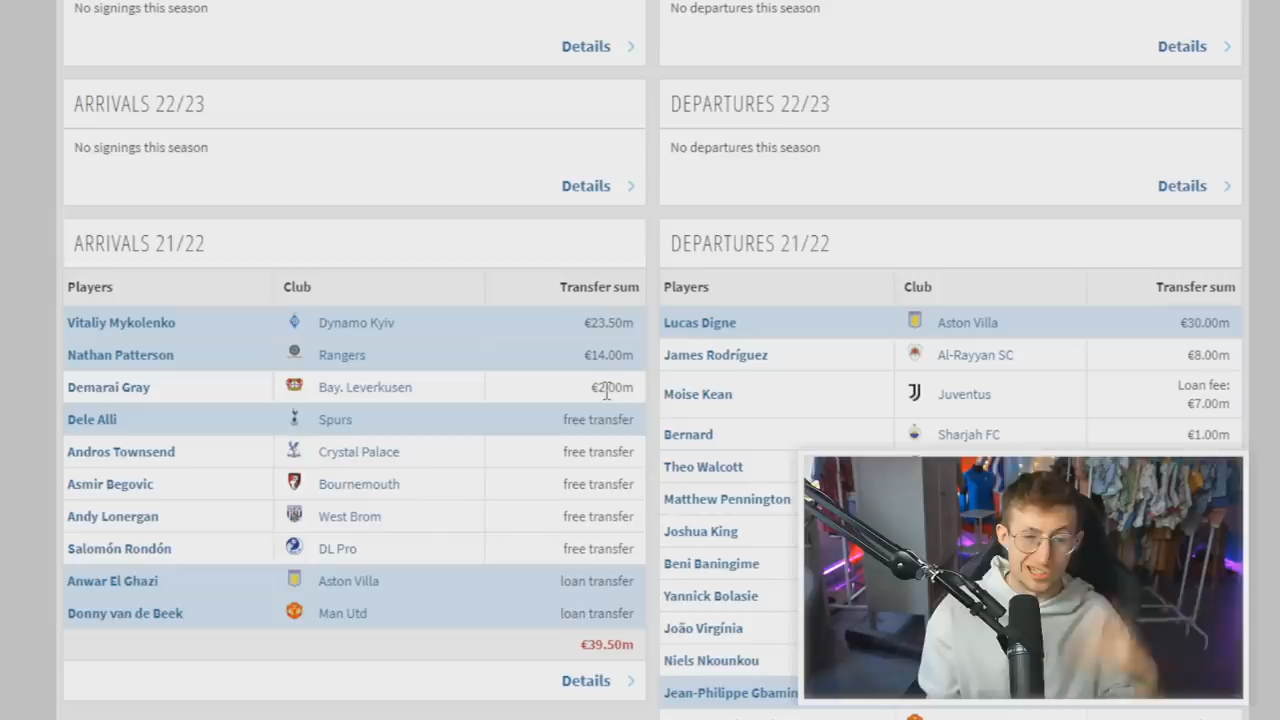 No signings this season
No departures this season
Details
Details
ARRIVALS 22/23
DEPARTURES 22/23
No signings this season
No departures this season
Details
Details
ARRIVALS 21/22
Players Club Transfer sum
Vitaliy Mykolenko Dynamo Kyiv €23.50m
Nathan Patterson Rangers €14.00m
Demarai Gray Bay. Leverkusen €2.00m
Dele Alli Spurs free transfer
Andros Townsend Crystal Palace free transfer
Asmir Begovic Bournemouth free transfer
Andy Lonergan West Brom free transfer
Salomón Rondón DL Pro free transfer
Anwar El Ghazi Aston Villa loan transfer
Donny van de Beek Man Utd loan transfer
€39.50m
Details
DEPARTURES 21/22
Players Club Transfer sum
Lucas Digne Aston Villa €30.00m
James Rodríguez Al-Rayyan SC €8.00m
Moise Kean Juventus Loan fee:
€7.00m
Bernard Sharjah FC €1.00m
Theo Walcott
Matthew Pennington
Joshua King
Beni Baningime
Yannick Bolasie
João Virgínia
Niels Nkounkou
Jean-Philippe Gbamin